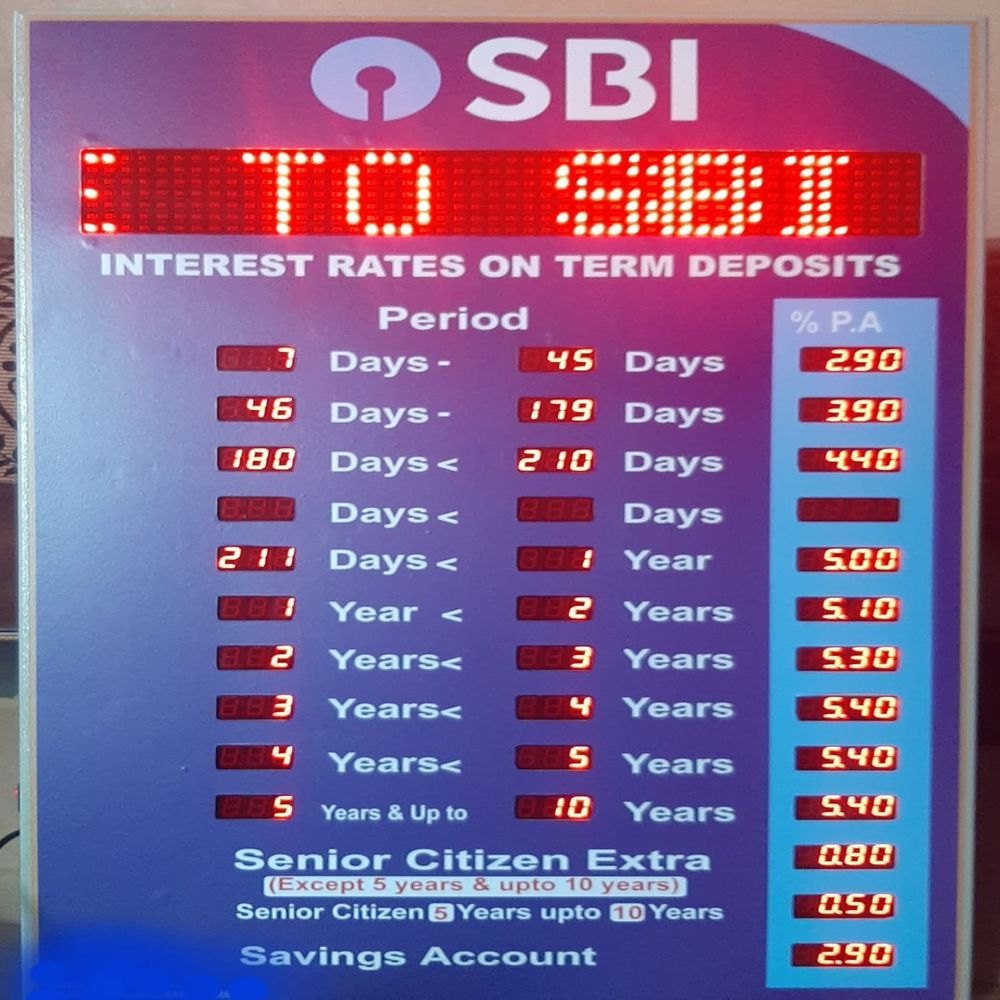 SBI
: TO SBI
INTEREST RATES ON TERM DEPOSITS
Period % P.A
7 Days - 45 Days 2.90
46 Days - 179 Days 3.90
180 Days < 210 Days 4.40
Days < Days
211 Days < 1 Year 5.00
1 Year < 2 Years 5.10
2 Years< 3 Years 5.30
3 Years< 4 Years 5.40
4 Years< 5 Years 5.40
5 Years & Up to 10 Years 5.40
Senior Citizen Extra 0.80
(Except 5 years & upto 10 years)
Senior Citizen 5 Years upto 10 Years 0.50
Savings Account 2.90